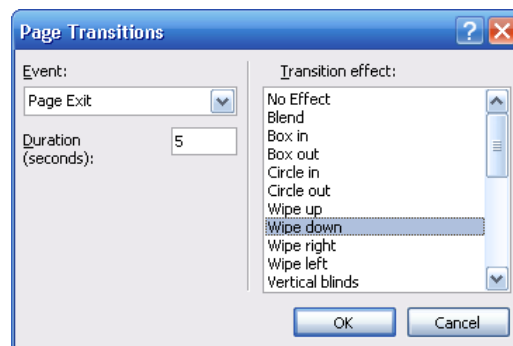 Page Transitions
Event:
Page Exit
Duration
(seconds):
5
Transition effect:
No Effect
Blend
Box in
Box out
Circle in
Circle out
Wipe up
Wipe down
Wipe right
Wipe left
Vertical blinds
OK
Cancel